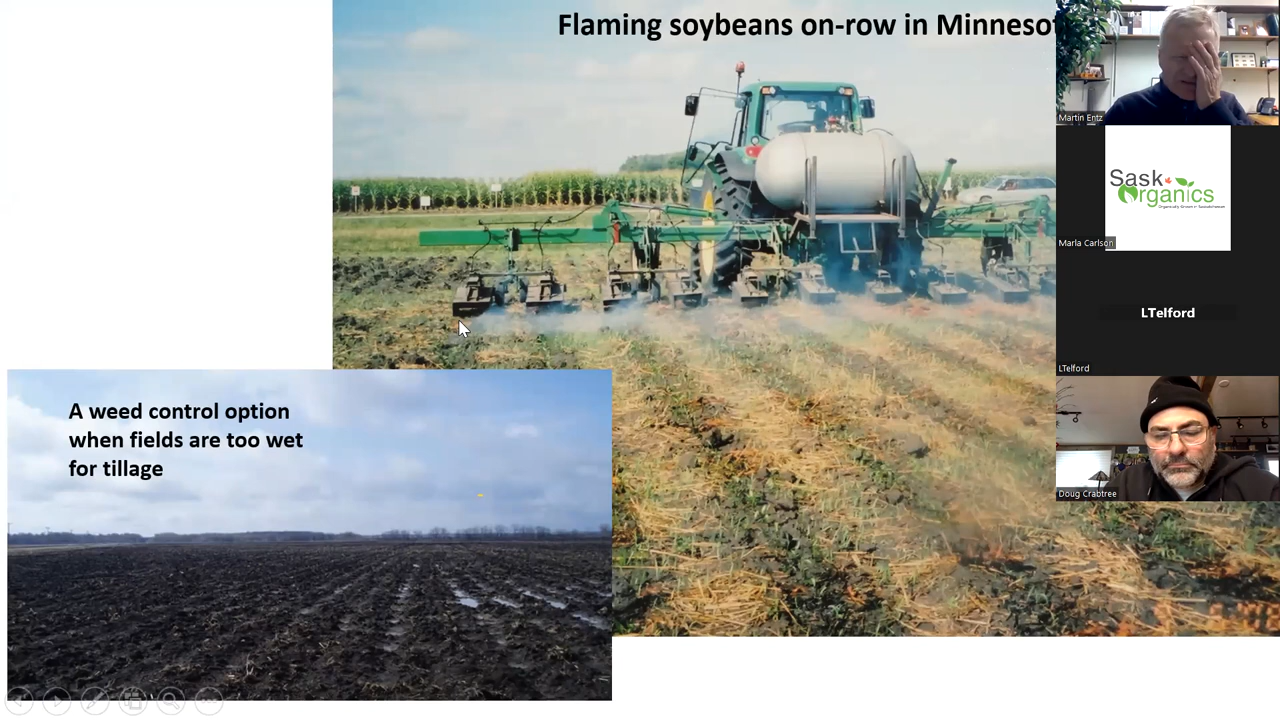 Flaming soybeans on-row in Minnesot
A weed control option
when fields are too wet
for tillage
Martin Entz
Sask
Organics
Marla Carlson
LTelford
LTelford
Doug Crabtree